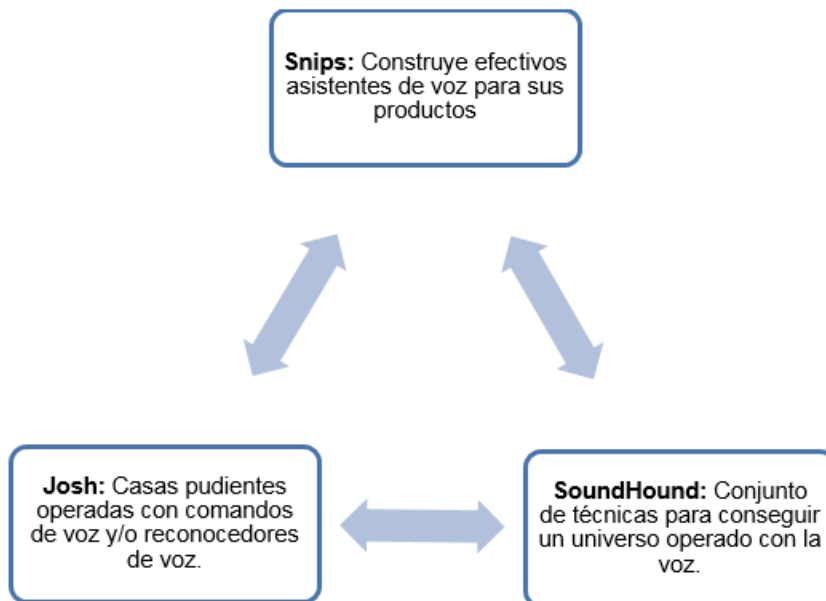 Snips: Construye efectivos
asistentes de voz para sus
productos
Josh: Casas pudientes
operadas con comandos
de voz y/o reconocedores
de voz.
SoundHound: Conjunto
de técnicas para conseguir
un universo operado con la
voz.